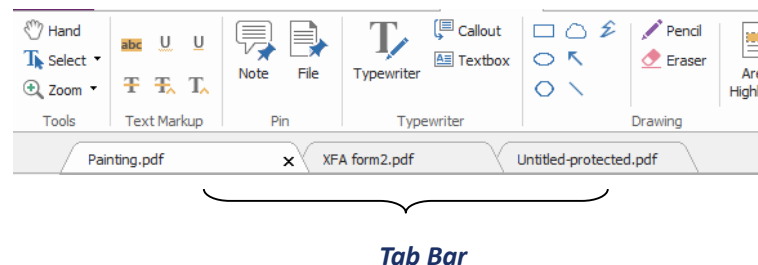 Hand
Select
Zoom
Tools
abc U U
T T T
Text Markup
Note
File
Pin
Typewriter
Callout
Textbox
Typewriter
Pencil
Eraser
Drawing
Painting.pdf
XFA form2.pdf
Untitled-protected.pdf
Tab Bar